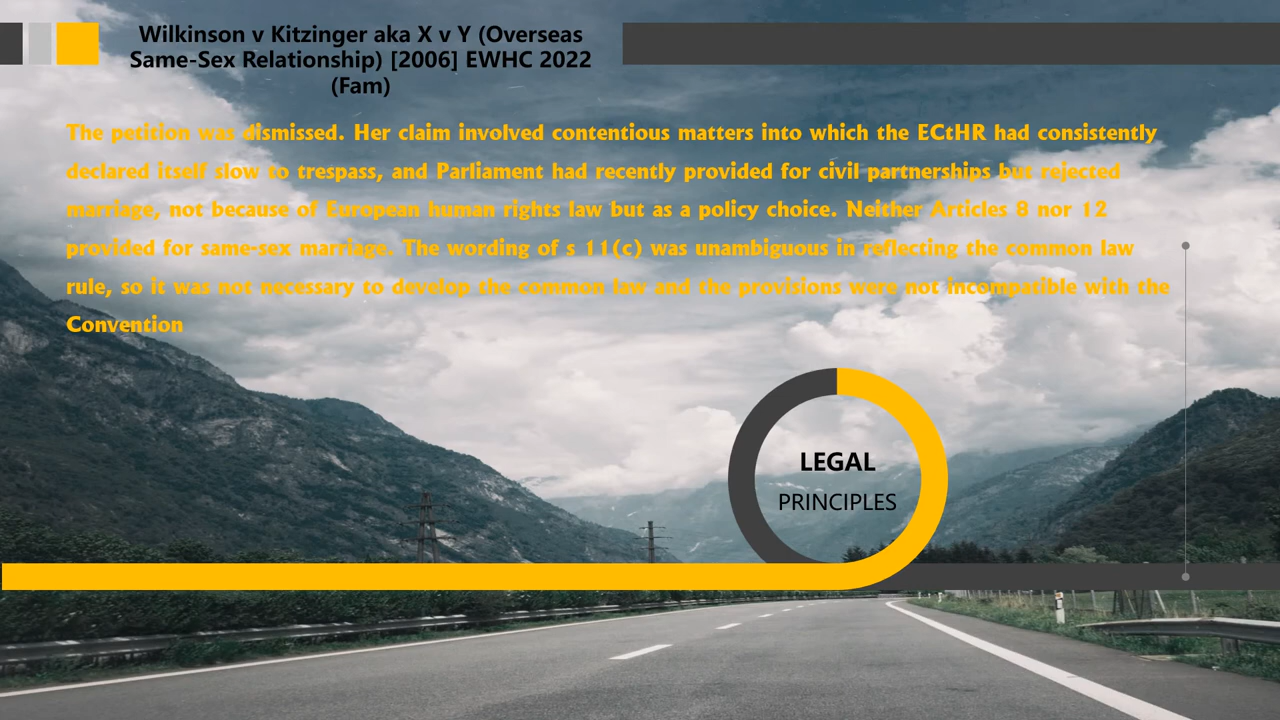 Wilkinson v Kitzinger aka X v Y (Overseas
Same-Sex Relationship) [2006] EWHC 2022
(Fam)
The petition was dismissed. Her claim involved contentious matters into which the ECtHR had consistently
declared itself slow to trespass, and Parliament had recently provided for civil partnerships but rejected
marriage, not because of European human rights law but as a policy choice. Neither Articles 8 nor 12
provided for same-sex marriage. The wording of s 11(c) was unambiguous in reflecting the common law
rule, so it was not necessary to develop the common law and the provisions were not incompatible with the
Convention
LEGAL
PRINCIPLES